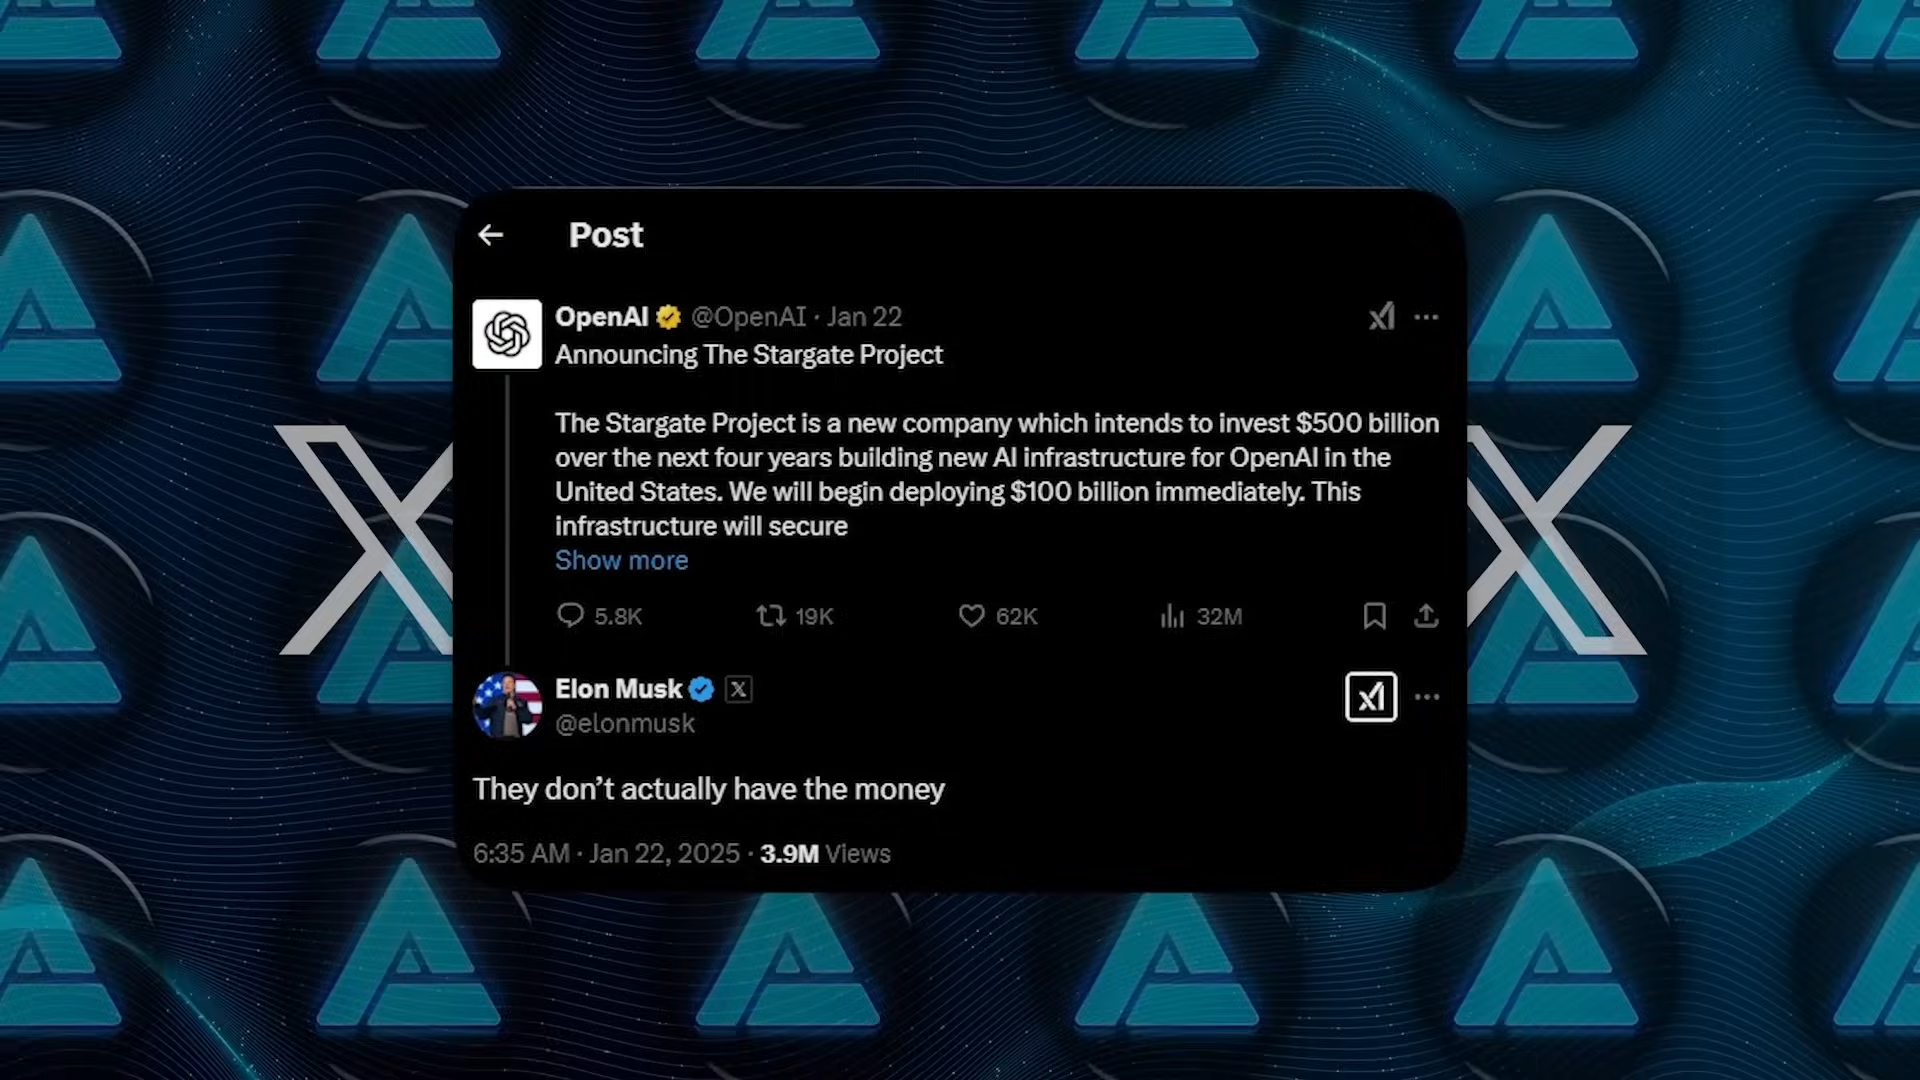 Post
OpenAI @OpenAI · Jan 22
Announcing The Stargate Project
The Stargate Project is a new company which intends to invest $500 billion
over the next four years building new AI infrastructure for OpenAI in the
United States. We will begin deploying $100 billion immediately. This
infrastructure will secure
Show more
5.8K 19K 62K 32M
Elon Musk
@elonmusk
They don’t actually have the money
6:35 AM · Jan 22, 2025 · 3.9M Views